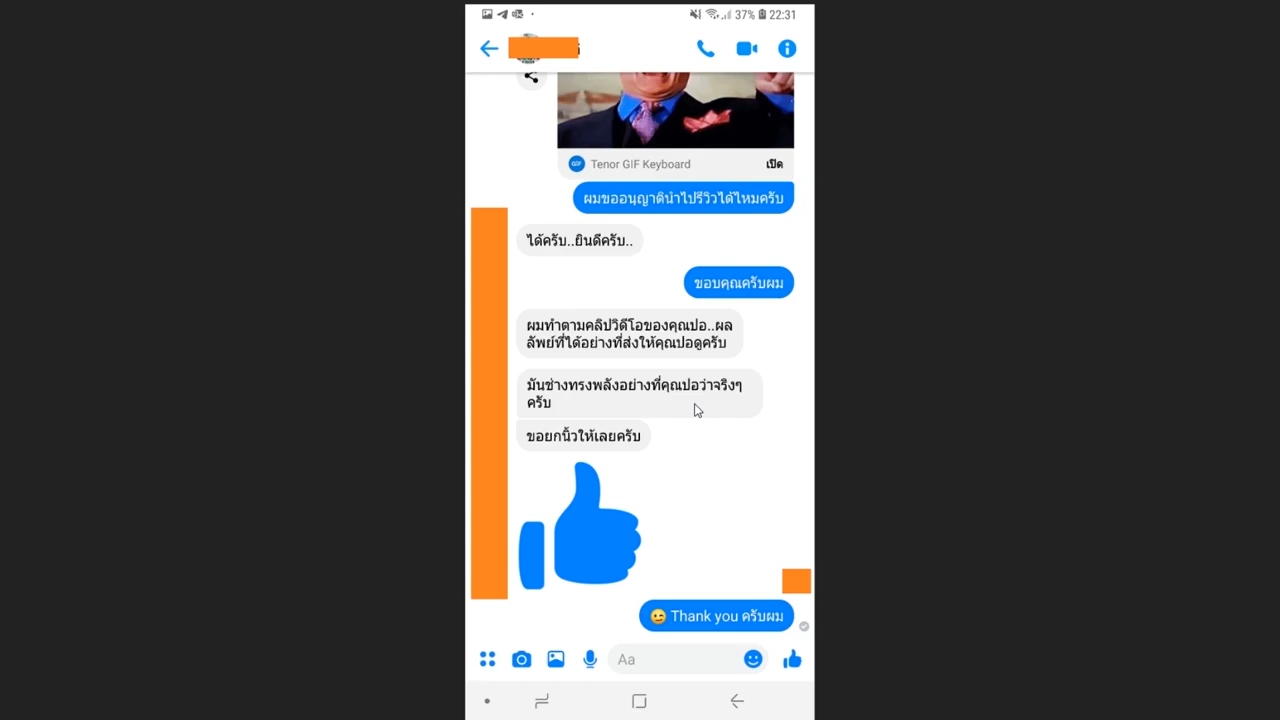 37% 22:31
Tenor GIF Keyboard เปิด
ผมขออนุญาตินำไปรีวิวได้ไหมครับ
ได้ครับ..ยินดีครับ..
ขอบคุณครับผม
ผมทำตามคลิปวิดีโอของคุณปอ..ผล
ลัพย์ที่ได้อย่างที่ส่งให้คุณปอดูครับ
มันช่างทรงพลังอย่างที่คุณปอว่าจริงๆ
ครับ
ขอยกนิ้วให้เลยครับ
😉 Thank you ครับผม
Aa